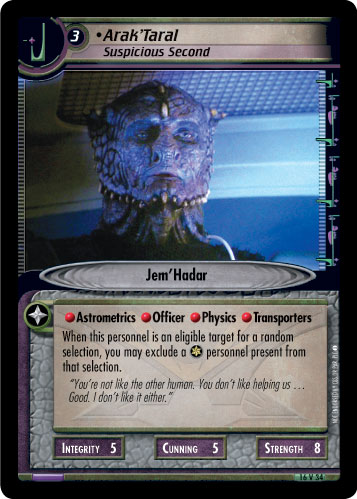 3 •Arak'Taral
Suspicious Second
Jem'Hadar
Astrometrics Officer Physics Transporters
When this personnel is an eligible target for a random
selection, you may exclude a personnel present from
that selection.
"You're not like the other human. You don't like helping us ...
Good. I don't like it either."
INTEGRITY 5 CUNNING 5 STRENGTH 8
16 V 34